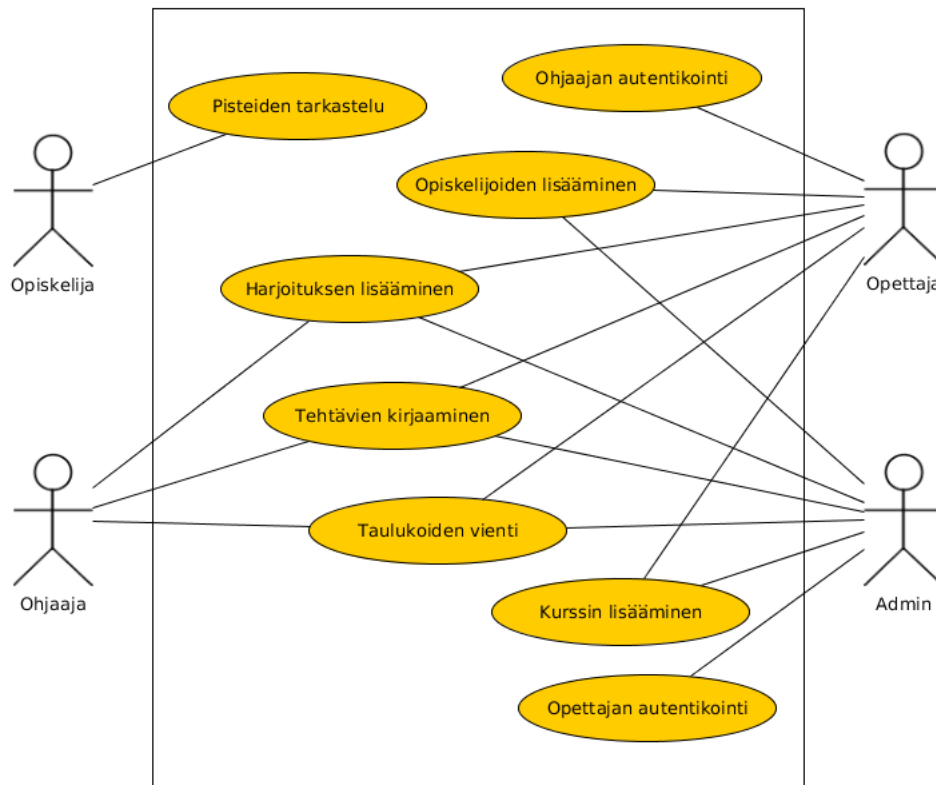 Ohjaajan autentikointi
Pisteiden tarkastelu
Opiskelijoiden lisääminen
Opiskelija
Opettaja
Harjoituksen lisääminen
Tehtävien kirjaaminen
Taulukoiden vienti
Ohjaaja
Admin
Kurssin lisääminen
Opettajan autentikointi